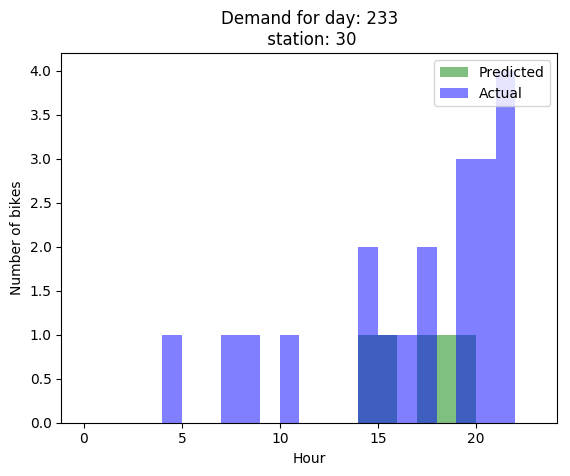 Demand for day: 233
station: 30
Predicted
Actual
Number of bikes
4.0
3.5
3.0
2.5
2.0
1.5
1.0
0.5
0.0
0 5 10 15 20
Hour